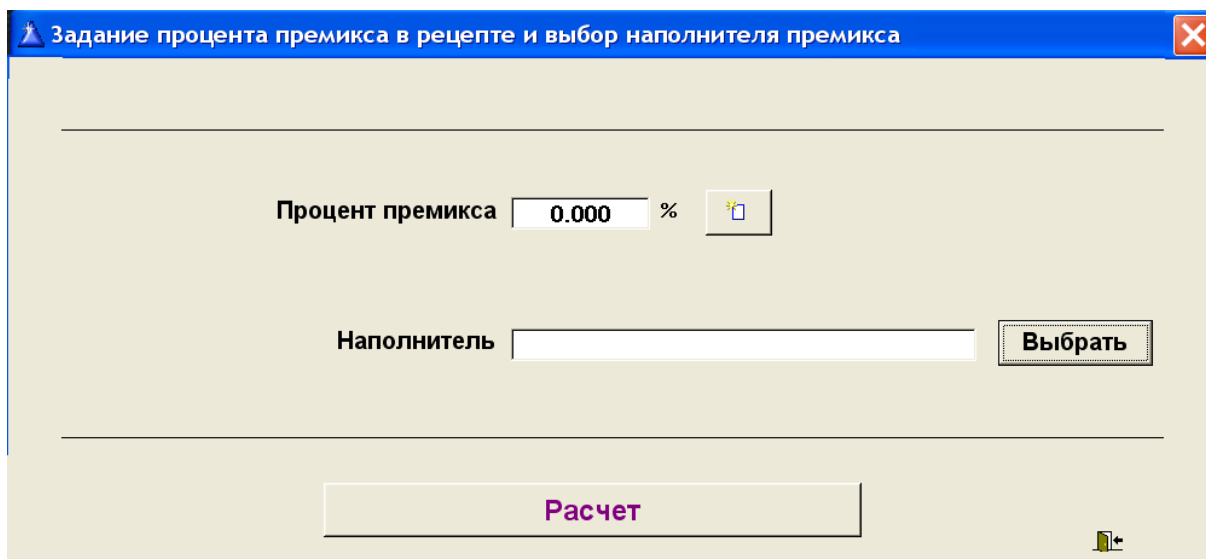 Задание процента премикса в рецепте и выбор наполнителя премикса
Процент премикса 0.000 %
Наполнитель Выбрать
Расчет